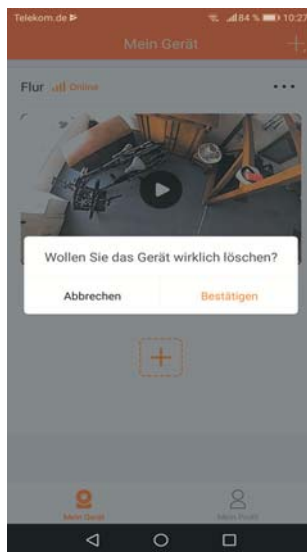 Telekom.de 84 % 10:27
Mein Gerät
Flur Online
Wollen Sie das Gerät wirklich löschen?
Abbrechen Bestätigen
Mein Gerät Mein Profil